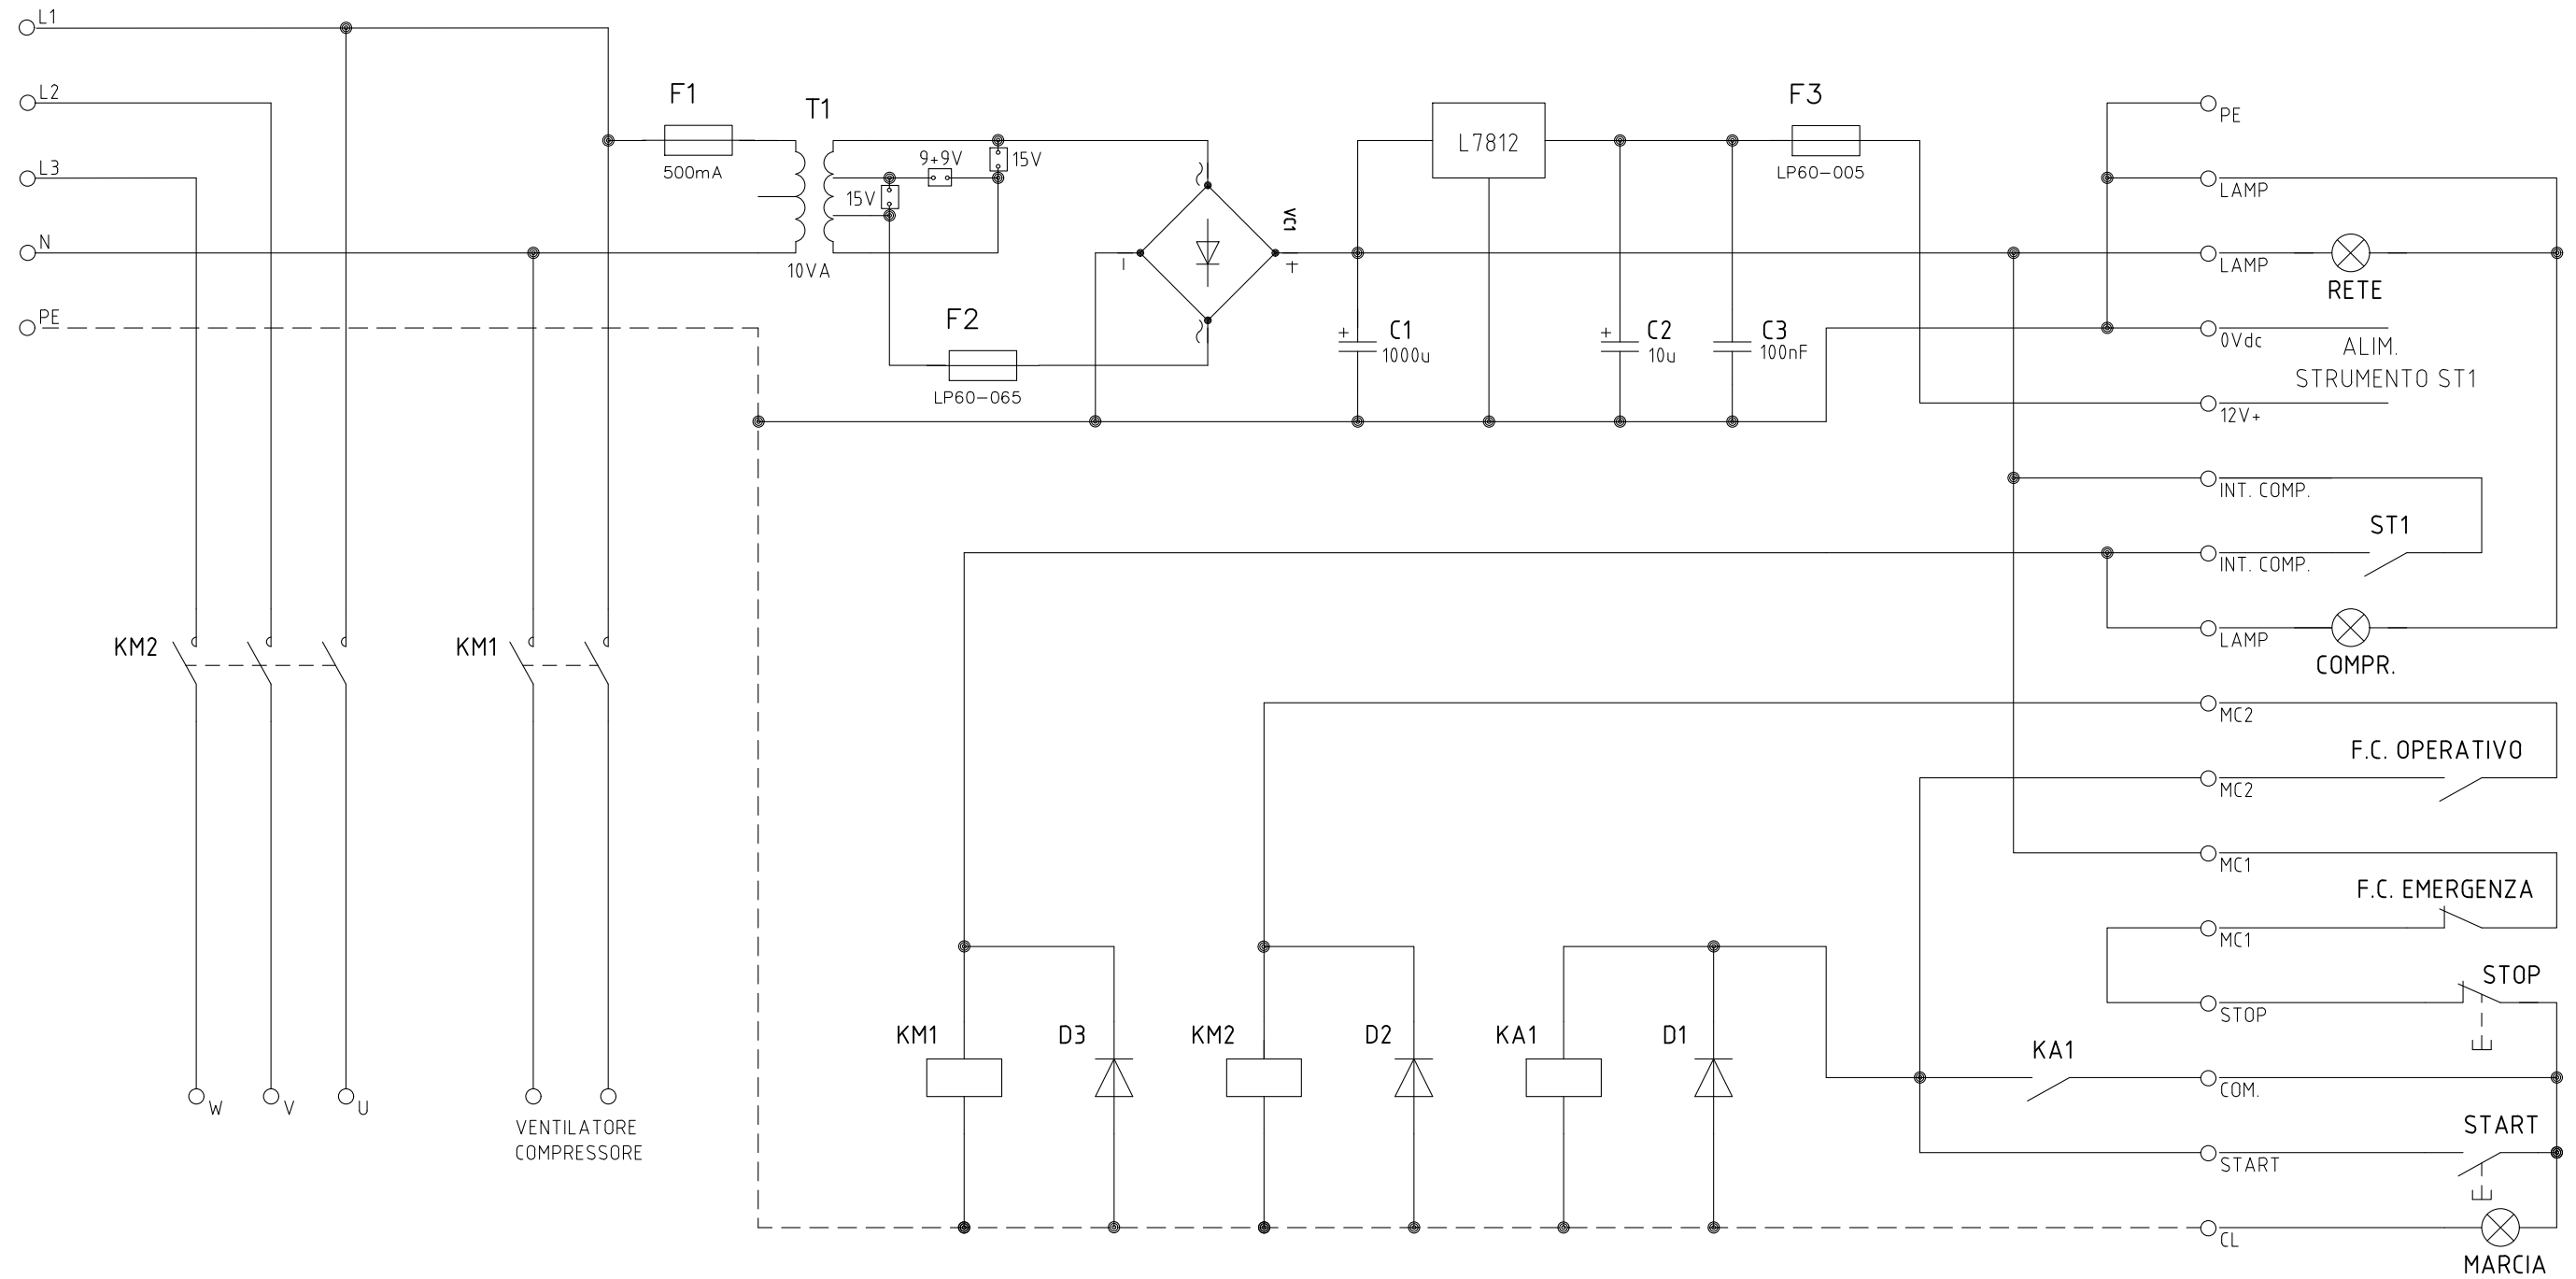 L1
L2
L3
N
PE
F1
500mA
T1
10VA
9+9V
15V
15V
F2
LP60-065
VC1
-
+
L7812
F3
LP60-005
+
C1
1000u
+
C2
10u
C3
100nF
PE
LAMP
LAMP
RETE
0Vdc
ALIM.
STRUMENTO ST1
12V+
INT. COMP.
ST1
INT. COMP.
LAMP
COMPR.
MC2
F.C. OPERATIVO
MC2
MC1
F.C. EMERGENZA
MC1
STOP
STOP
KA1
COM.
START
START
CL
MARCIA
KM2
KM1
W
V
U
VENTILATORE
COMPRESSORE
KM1
D3
KM2
D2
KA1
D1